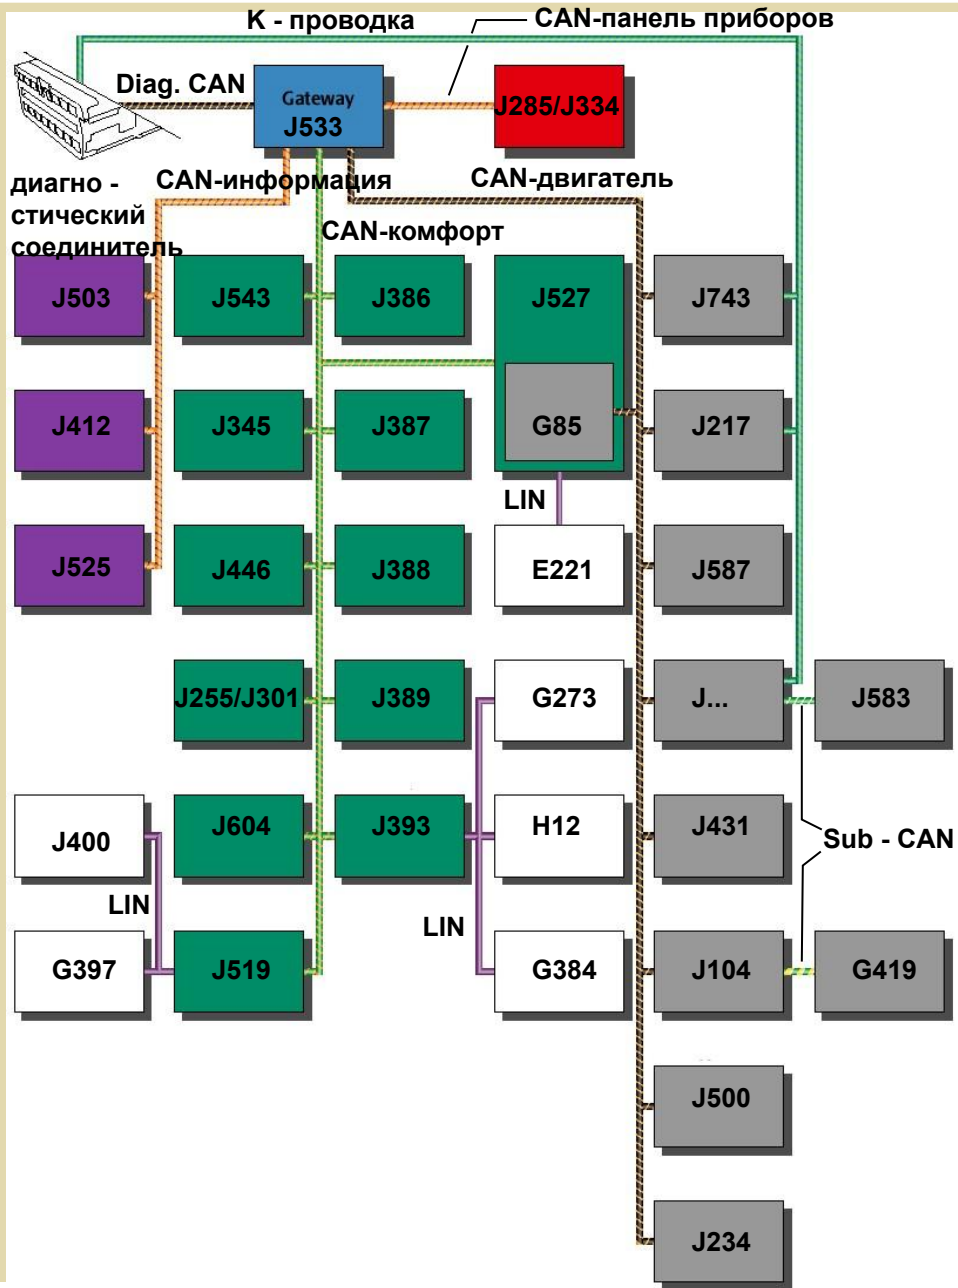 K - проводка
CAN-панель приборов
Diag. CAN
Gateway
J533
J285/J334
диагно -
стический
соединитель
CAN-информация
CAN-двигатель
CAN-комфорт
J503
J543
J386
J527
J743
J412
J345
J387
G85
J217
LIN
J525
J446
J388
E221
J587
J255/J301
J389
G273
J...
J583
J400
J604
J393
H12
J431
Sub - CAN
LIN
LIN
G397
J519
G384
J104
G419
J500
J234